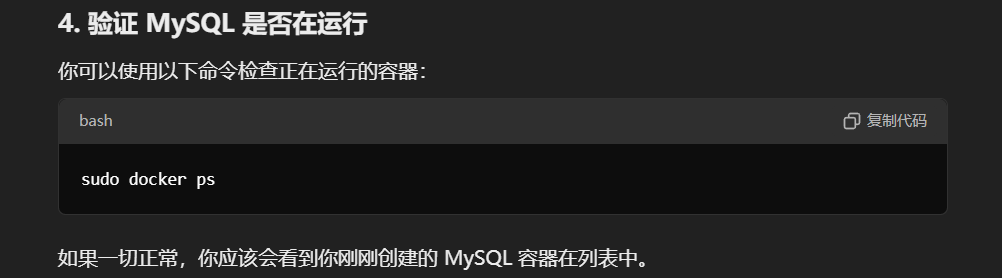 4. 验证 MySQL 是否在运行
你可以使用以下命令检查正在运行的容器：
bash
复制代码
sudo docker ps
如果一切正常，你应该会看到你刚刚创建的 MySQL 容器在列表中。